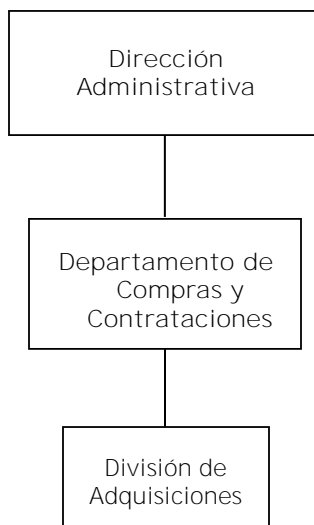 Dirección
Administrativa
Departamento de
Compras y
Contrataciones
División de
Adquisiciones